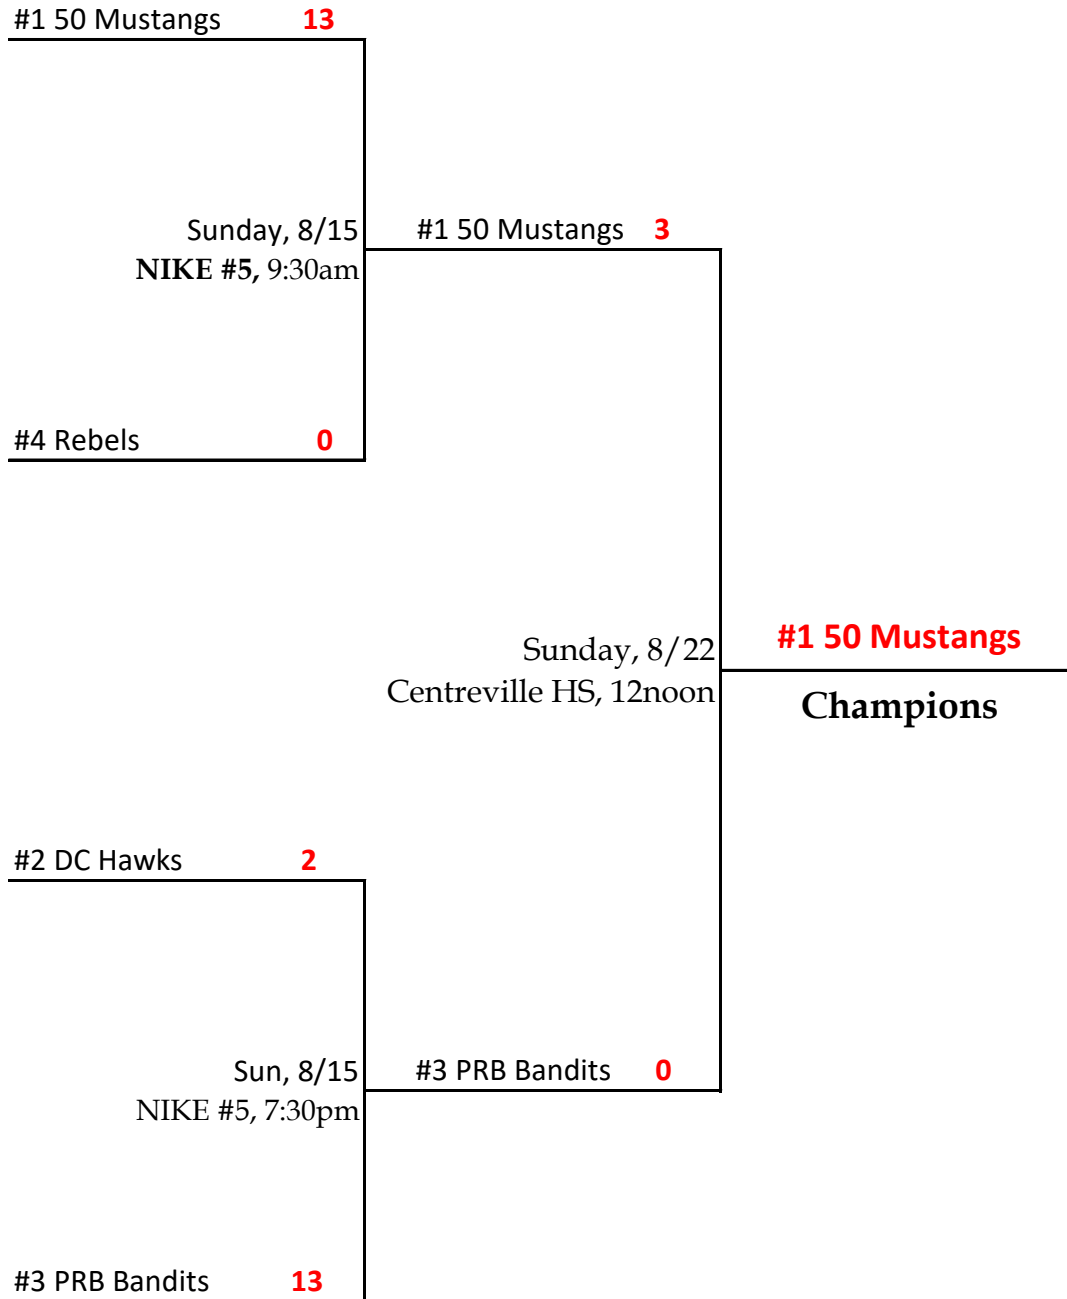 #1 50 Mustangs 13
Sunday, 8/15
NIKE #5, 9:30am
#1 50 Mustangs 3
#4 Rebels 0
Sunday, 8/22
Centreville HS, 12noon
#1 50 Mustangs
Champions
#2 DC Hawks 2
Sun, 8/15
NIKE #5, 7:30pm
#3 PRB Bandits 0
#3 PRB Bandits 13